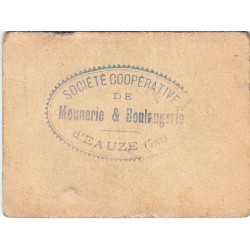 SOCIÉTÉ COOPÉRATIVE
DE
Meunerie & Boulangerie
d'EAUZE (Gers)